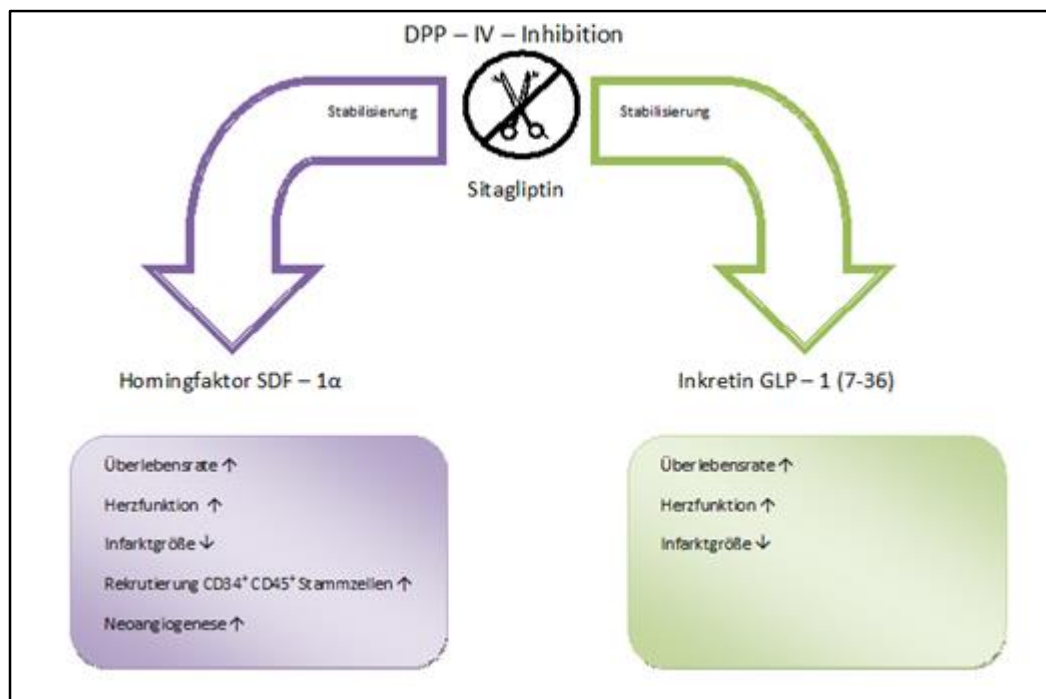 DPP – IV – Inhibition
Stabilisierung
Stabilisierung
Sitagliptin
Homingfaktor SDF – 1α
Inkretin GLP – 1 (7-36)
Überlebensrate ↑
Herzfunktion ↑
Infarktgröße ↓
Rekrutierung CD34⁺ CD45⁺ Stammzellen ↑
Neoangiogenese ↑
Überlebensrate ↑
Herzfunktion ↑
Infarktgröße ↓